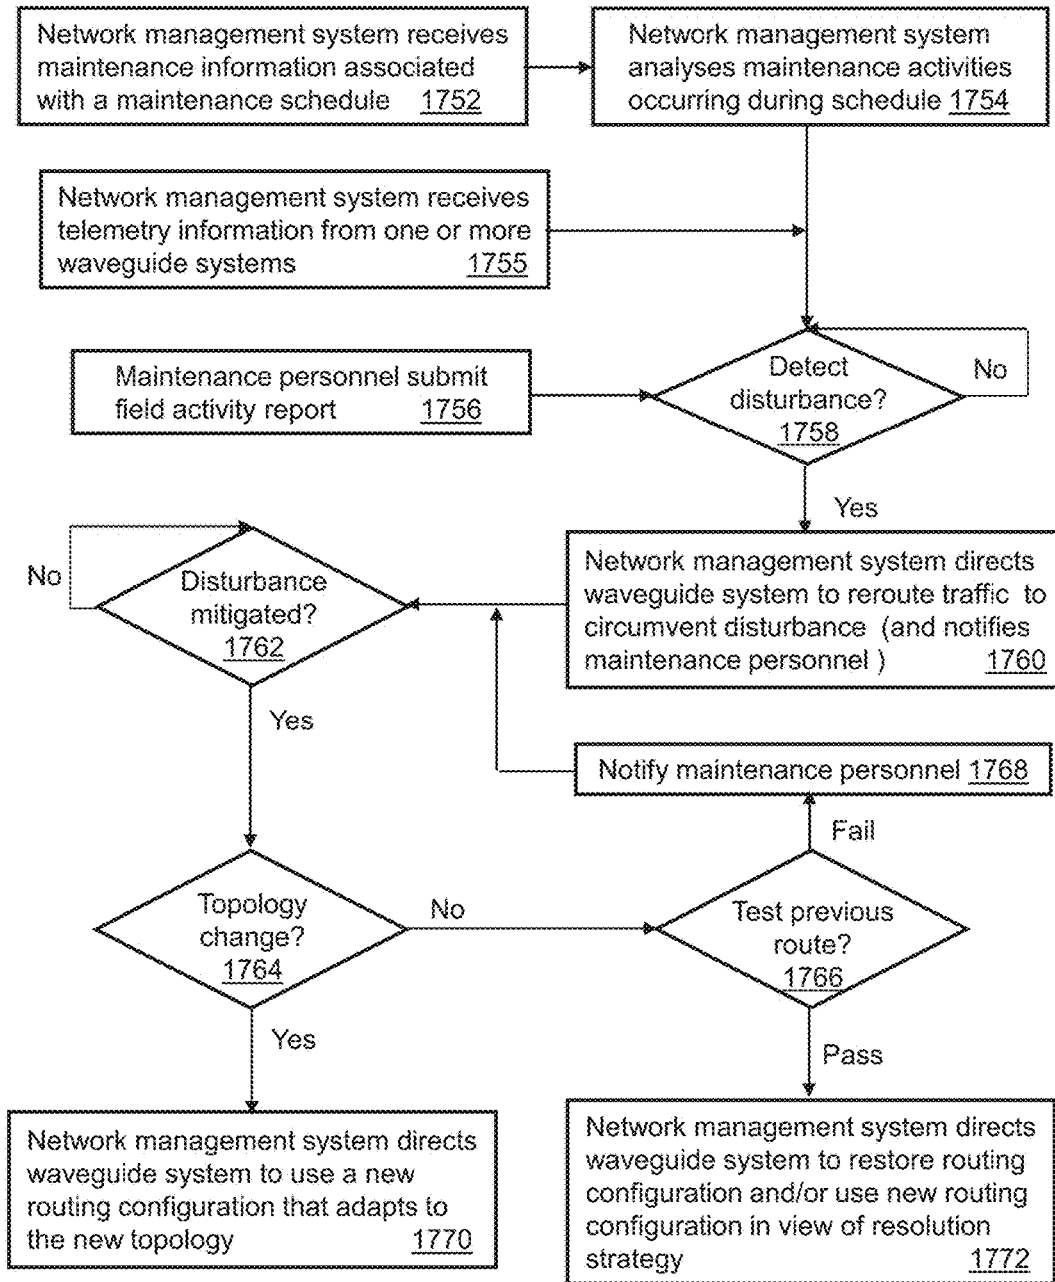 Network management system receives
maintenance information associated
with a maintenance schedule 1752
Network management system
analyses maintenance activities
occurring during schedule 1754
Network management system receives
telemetry information from one or more
waveguide systems 1755
Maintenance personnel submit
field activity report 1756
Detect
disturbance?
1758
No
Yes
Network management system directs
waveguide system to reroute traffic to
circumvent disturbance (and notifies
maintenance personnel ) 1760
No
Disturbance
mitigated?
1762
Yes
Notify maintenance personnel 1768
Fail
Topology
change?
1764
No
Test previous
route?
1766
Yes
Pass
Network management system directs
waveguide system to use a new
routing configuration that adapts to
the new topology 1770
Network management system directs
waveguide system to restore routing
configuration and/or use new routing
configuration in view of resolution
strategy 1772